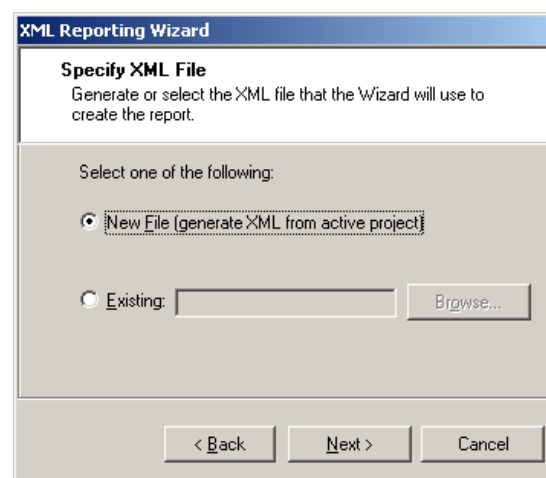 XML Reporting Wizard
Specify XML File
Generate or select the XML file that the Wizard will use to
create the report.
Select one of the following:
New File (generate XML from active project)
Existing:
Browse...
< Back
Next >
Cancel